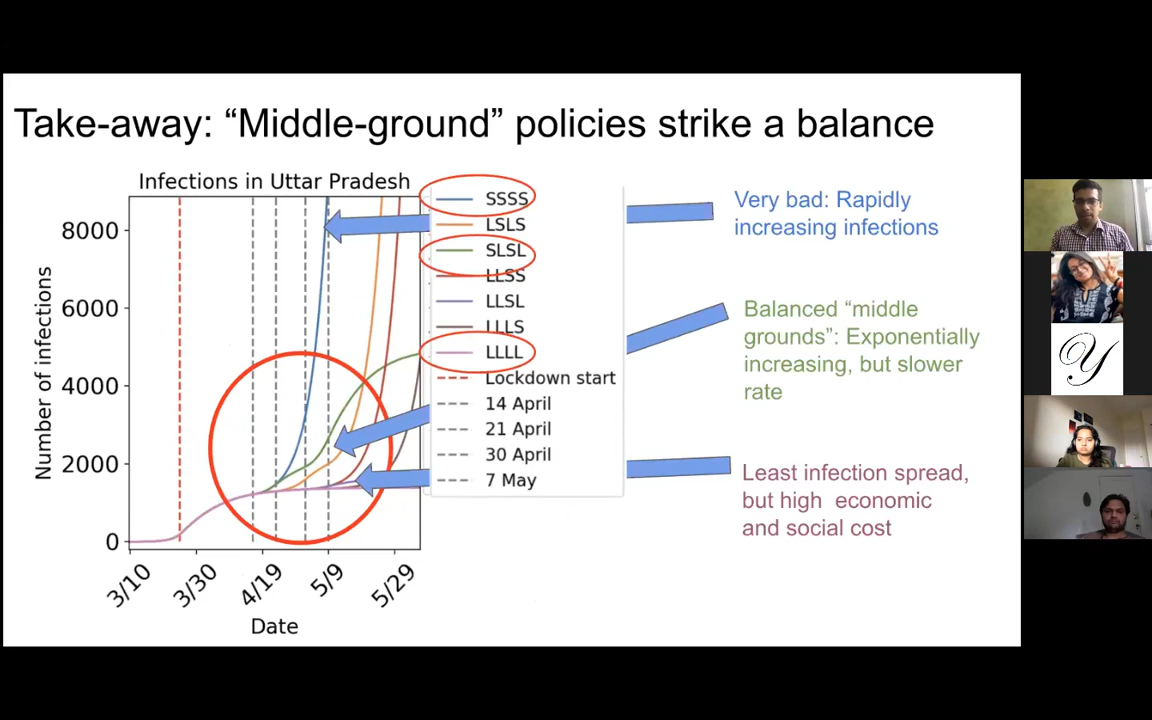 Take-away: “Middle-ground” policies strike a balance
Infections in Uttar Pradesh
Number of infections
8000
6000
4000
2000
0
3/10
3/30
4/19
5/9
5/29
Date
SSSS
LSLS
SLSL
LLSS
LLSL
LLLS
LLLL
Lockdown start
14 April
21 April
30 April
7 May
Very bad: Rapidly
increasing infections
Balanced “middle
grounds”: Exponentially
increasing, but slower
rate
Least infection spread,
but high economic
and social cost
Y